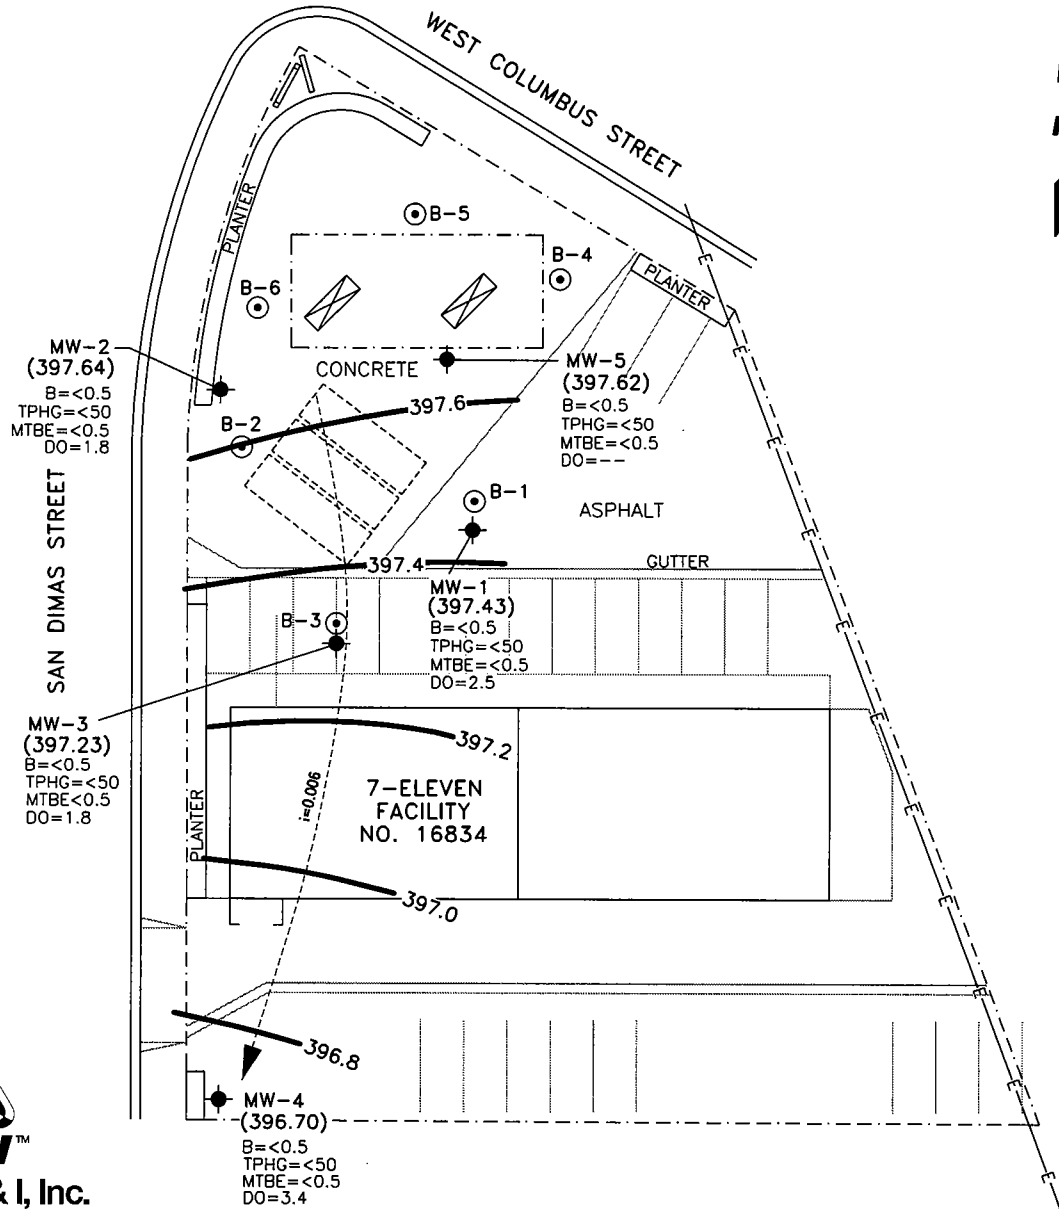 WEST COLUMBUS STREET
PLANTER
B-5
B-4
B-6
PLANTER
MW-2
(397.64)
B=<0.5
TPHG=<50
MTBE=<0.5
DO=1.8
CONCRETE
MW-5
(397.62)
B=<0.5
TPHG=<50
MTBE=<0.5
DO=--
397.6
B-2
B-1
ASPHALT
SAN DIMAS STREET
397.4
GUTTER
MW-1
(397.43)
B=<0.5
TPHG=<50
MTBE=<0.5
DO=2.5
B-3
MW-3
(397.23)
B=<0.5
TPHG=<50
MTBE<0.5
DO=1.8
397.2
i=0.006
7-ELEVEN
FACILITY
NO. 16834
PLANTER
397.0
396.8
MW-4
(396.70)
B=<0.5
TPHG=<50
MTBE=<0.5
DO=3.4
E
E
E
E
E
E
E
E
E
E
E
TM
& I, Inc.